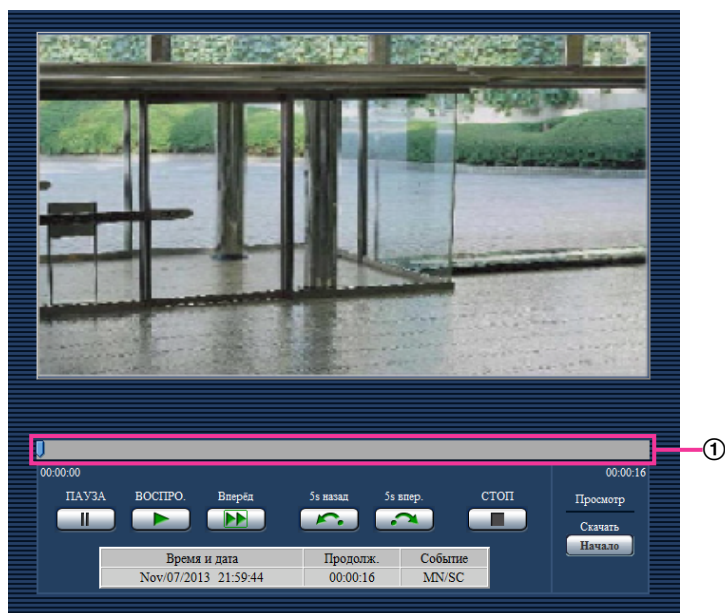 ①
00:00:00 00:00:16
ПАУЗА ВОСПРО. Вперёд 5s назад 5s впер. СТОП Просмотр
Скачать
Начало
Время и дата Продолж. Событие
Nov/07/2013 21:59:44 00:00:16 MN/SC